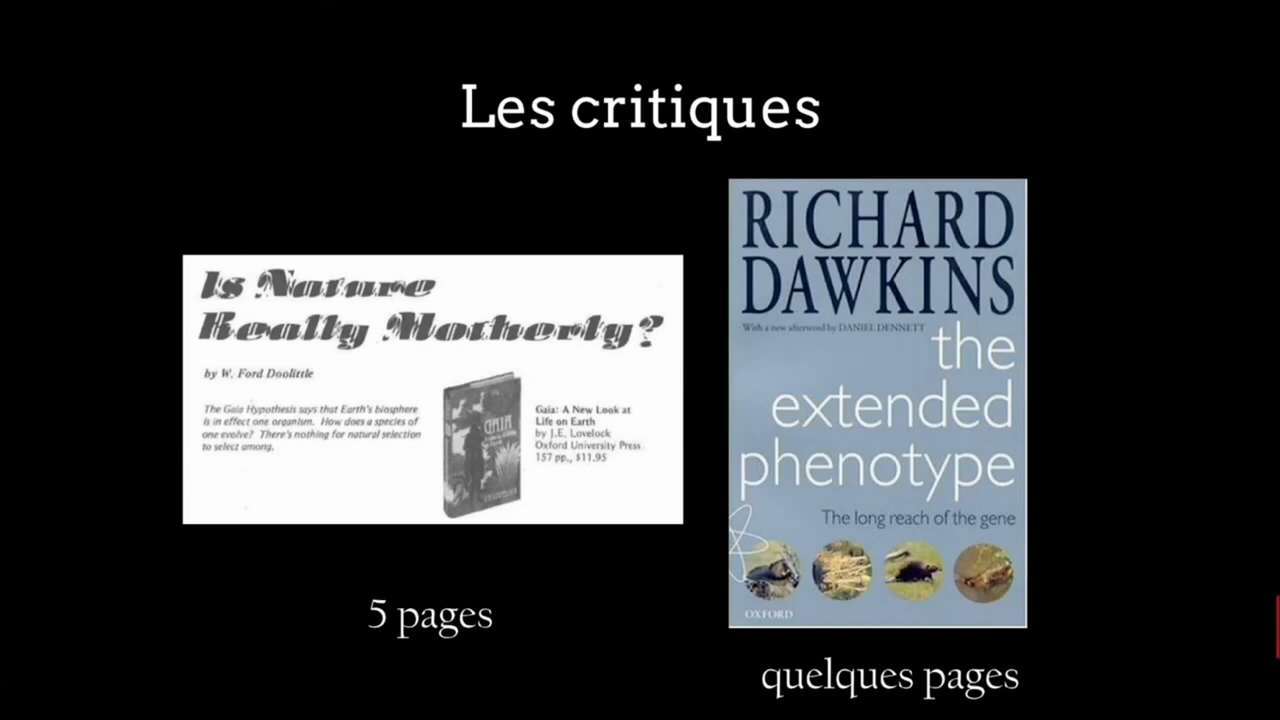 Les critiques
Is Nature
Really Motherly?
by W. Ford Doolittle
The Gaia Hypothesis says that Earth's biosphere
is in effect one organism. How does a species of
one evolve? There's nothing for natural selection
to select among.
GAIA
Gaia: A New Look at
Life on Earth
by J.E. Lovelock
Oxford University Press
157 pp., $11.95
5 pages
RICHARD
DAWKINS
With a new afterword by DANIEL DENNETT
the
extended
phenotype
The long reach of the gene
OXFORD
quelques pages